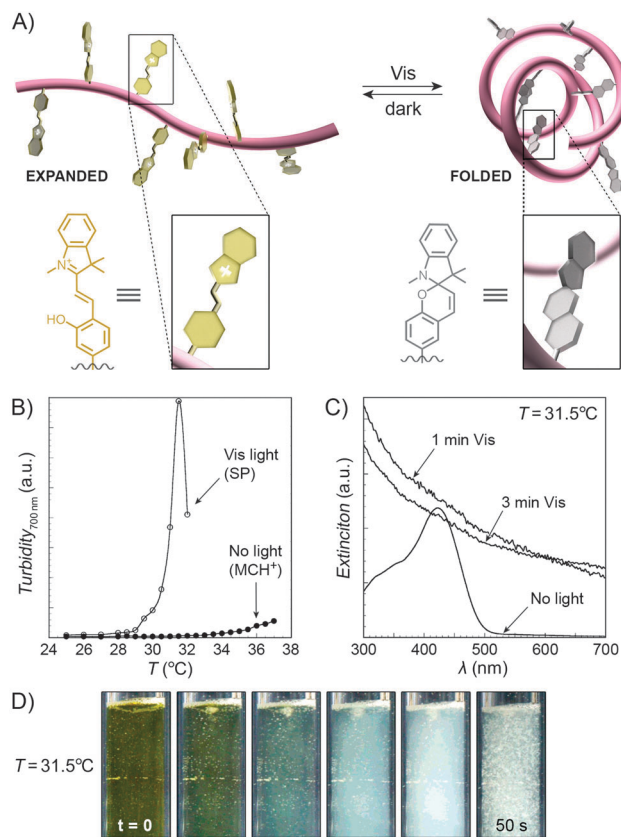 A)
Vis
dark
EXPANDED
FOLDED
N+
HO
N
O
B)
Turbidity700 nm (a.u.)
Vis light
(SP)
No light
(MCH+)
24 26 28 30 32 34 36 38
T (ºC)
C)
T = 31.5ºC
Extinciton (a.u.)
1 min Vis
3 min Vis
No light
300 400 500 600 700
λ (nm)
D)
T = 31.5ºC
t = 0
50 s